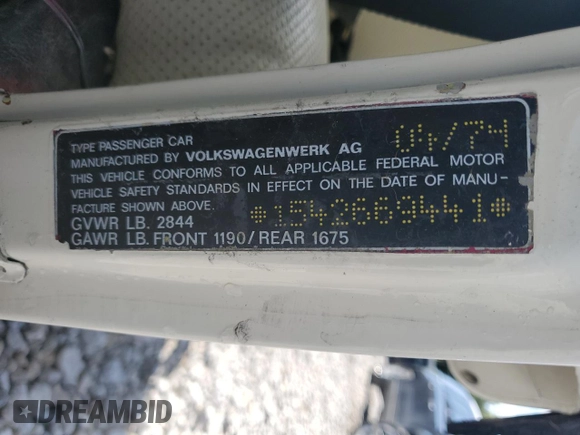 TYPE PASSENGER CAR
MANUFACTURED BY VOLKSWAGENWERK AG 04/74
THIS VEHICLE CONFORMS TO ALL APPLICABLE FEDERAL MOTOR
VEHICLE SAFETY STANDARDS IN EFFECT ON THE DATE OF MANU-
FACTURE SHOWN ABOVE.
*1542669441*
GVWR LB. 2844
GAWR LB. FRONT 1190/REAR 1675
DREAMBID